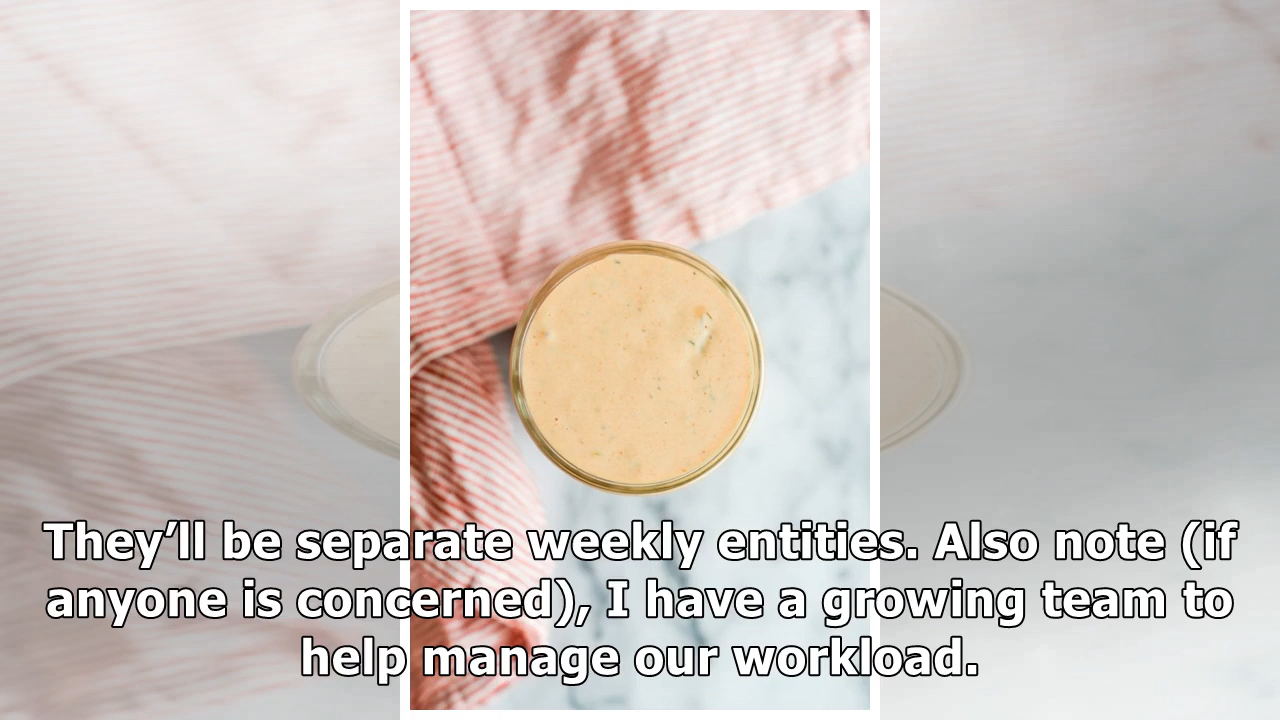 They’ll be separate weekly entities. Also note (if
anyone is concerned), I have a growing team to
help manage our workload.